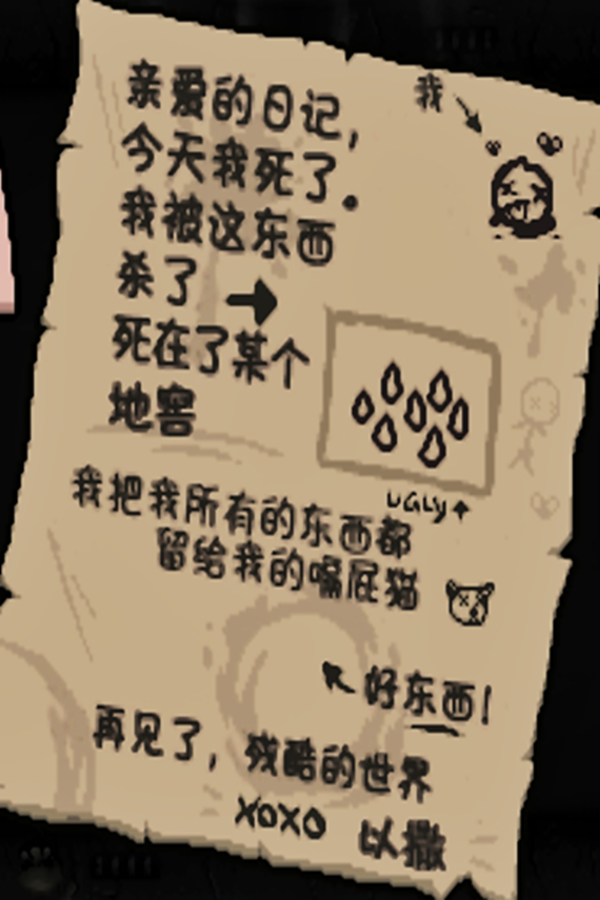 我
亲爱的日记，
今天我死了。
我被这东西
杀了
死在了某个
地窖
UGLY
我把我所有的东西都
留给我的嘴屁猫
好东西！
再见了，残酷的世界
XOXO 以撒